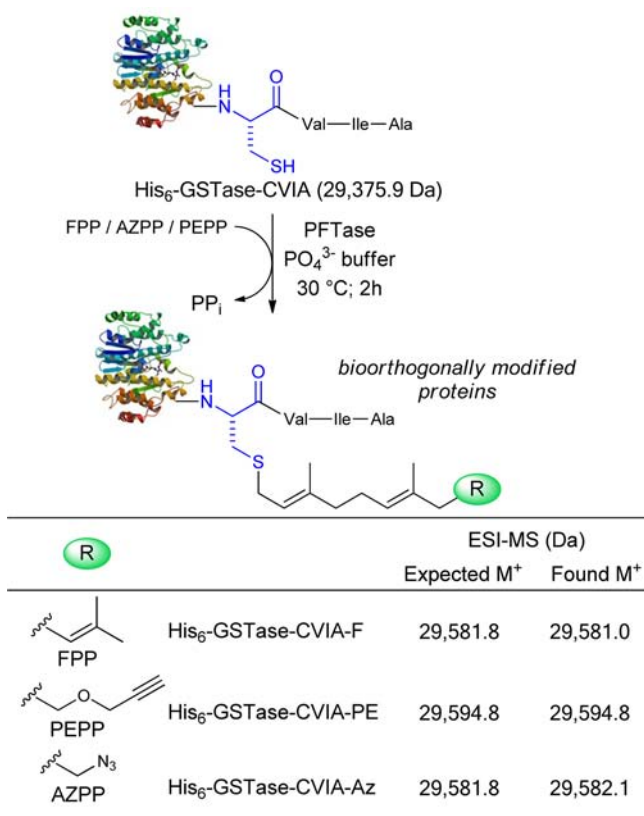 H
N
O
Val—Ile—Ala
SH
His₆-GSTase-CVIA (29,375.9 Da)
FPP / AZPP / PEPP
PFTase
PO₄³⁻ buffer
30 °C; 2h
PPᵢ
bioorthogonally modified
proteins
H
N
O
Val—Ile—Ala
S
R
R
ESI-MS (Da)
Expected M⁺ Found M⁺
FPP His₆-GSTase-CVIA-F 29,581.8 29,581.0
O
PEPP His₆-GSTase-CVIA-PE 29,594.8 29,594.8
N₃
AZPP His₆-GSTase-CVIA-Az 29,581.8 29,582.1